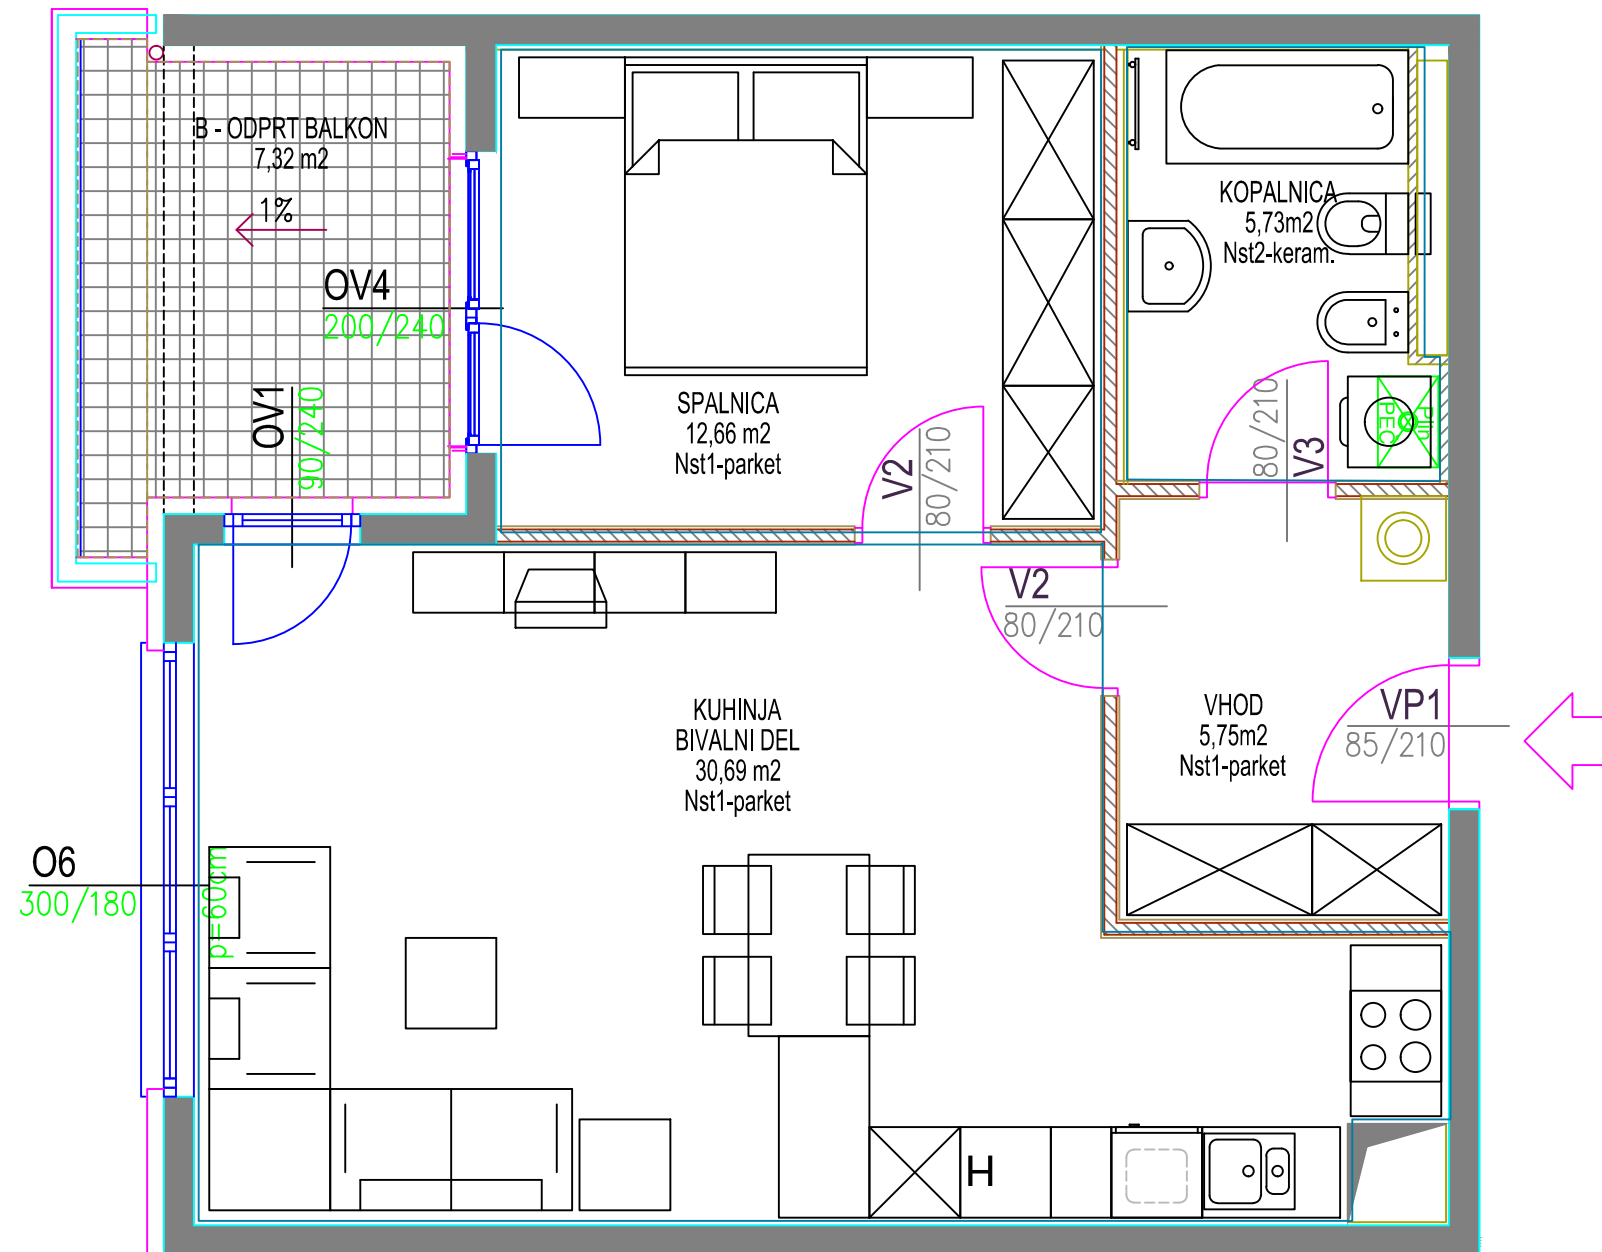 B - ODPRT BALKON
7,32 m2
1%
OV4
200/240
OV1
90/240
SPALNICA
12,66 m2
Nst1-parket
V2
80/210
KOPALNICA
5,73m2
Nst2-keram.
80/210
V3
PEČ
Plin
V2
80/210
KUHINJA
BIVALNI DEL
30,69 m2
Nst1-parket
VHOD
5,75m2
Nst1-parket
VP1
85/210
O6
300/180
p=60cm
H